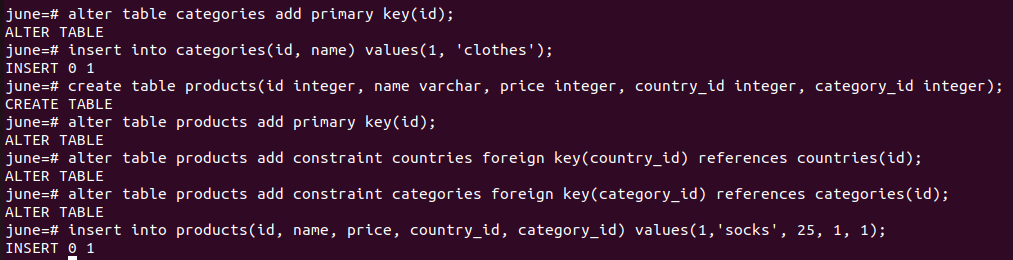 june=# alter table categories add primary key(id);
ALTER TABLE
june=# insert into categories(id, name) values(1, 'clothes');
INSERT 0 1
june=# create table products(id integer, name varchar, price integer, country_id integer, category_id integer);
CREATE TABLE
june=# alter table products add primary key(id);
ALTER TABLE
june=# alter table products add constraint countries foreign key(country_id) references countries(id);
ALTER TABLE
june=# alter table products add constraint categories foreign key(category_id) references categories(id);
ALTER TABLE
june=# insert into products(id, name, price, country_id, category_id) values(1,'socks', 25, 1, 1);
INSERT 0 1